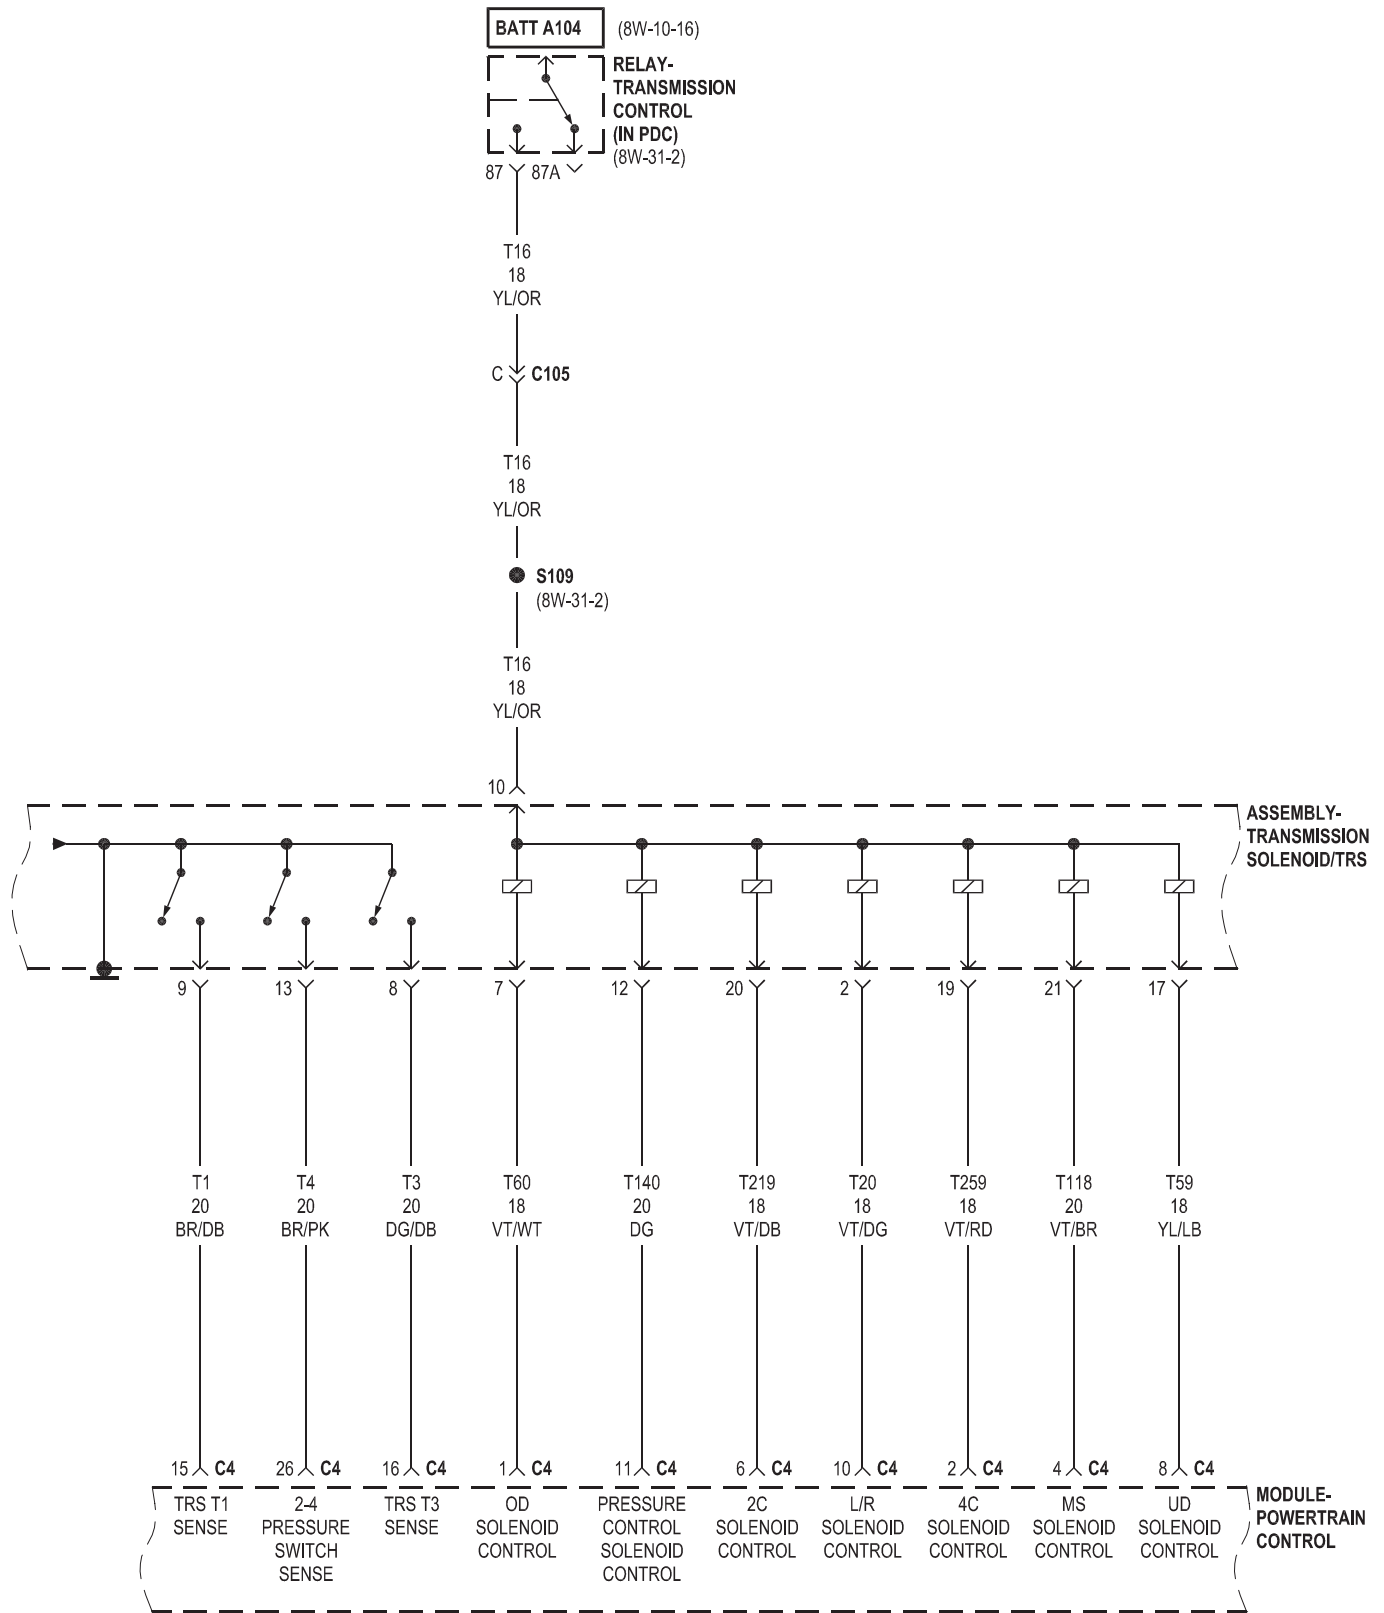 BATT A104 (8W-10-16)
RELAY-
TRANSMISSION
CONTROL
(IN PDC)
(8W-31-2)
87 87A
T16
18
YL/OR
C C105
T16
18
YL/OR
S109
(8W-31-2)
T16
18
YL/OR
10
ASSEMBLY-
TRANSMISSION
SOLENOID/TRS
9 13 8 7 12 20 2 19 21 17
T1 T4 T3 T60 T140 T219 T20 T259 T118 T59
20 20 20 18 20 18 18 18 20 18
BR/DB BR/PK DG/DB VT/WT DG VT/DB VT/DG VT/RD VT/BR YL/LB
15 C4 26 C4 16 C4 1 C4 11 C4 6 C4 10 C4 2 C4 4 C4 8 C4
TRS T1 2-4 TRS T3 OD PRESSURE 2C L/R 4C MS UD
SENSE PRESSURE SENSE SOLENOID CONTROL SOLENOID SOLENOID SOLENOID SOLENOID SOLENOID
SWITCH CONTROL SOLENOID CONTROL CONTROL CONTROL CONTROL CONTROL
SENSE CONTROL
MODULE-
POWERTRAIN
CONTROL